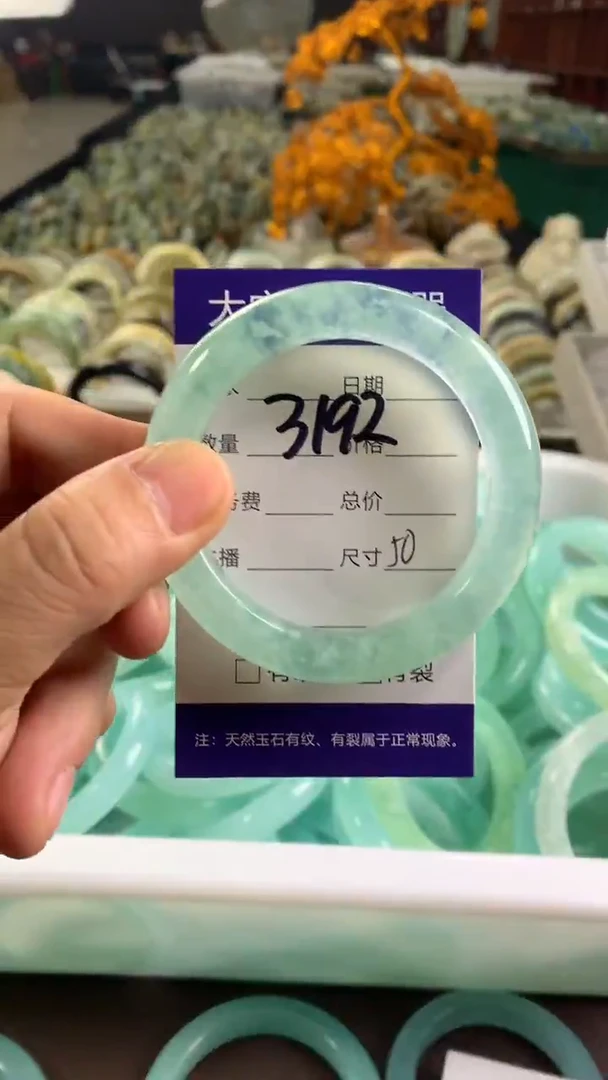 大
日期
3192
数量 价格
费 总价
播 尺寸 50
有裂
注：天然玉石有纹、有裂属于正常现象。